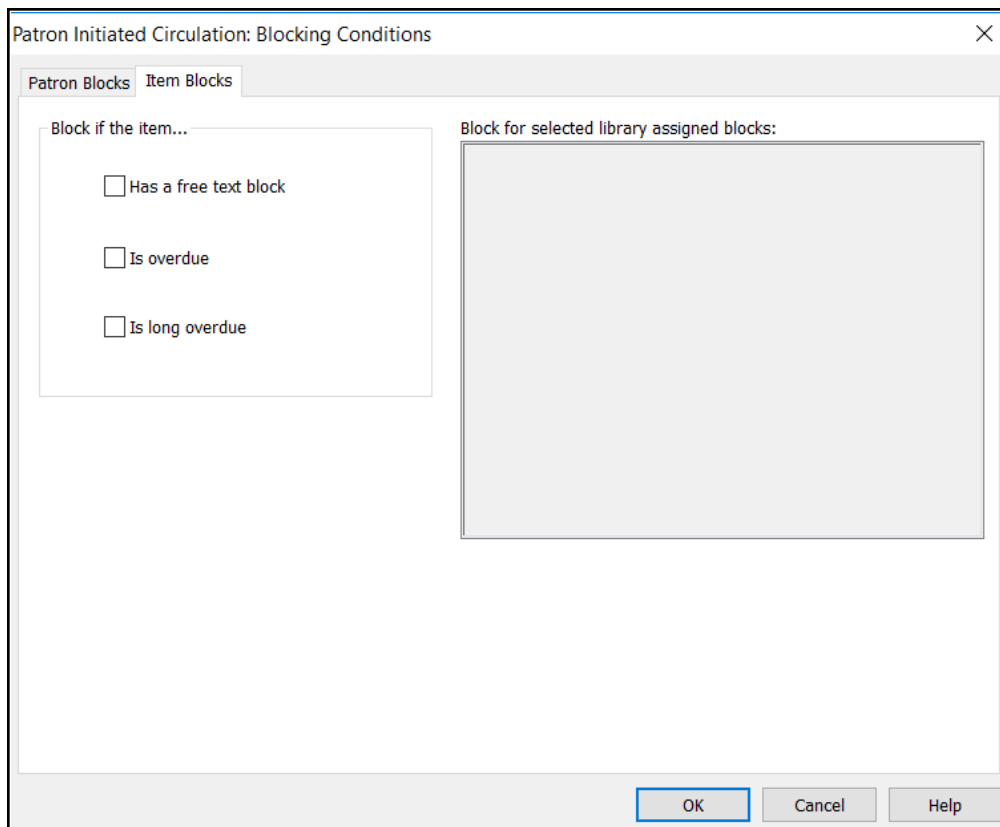 Patron Initiated Circulation: Blocking Conditions
Patron Blocks Item Blocks
Block if the item...
Has a free text block
Is overdue
Is long overdue
Block for selected library assigned blocks:
OK Cancel Help